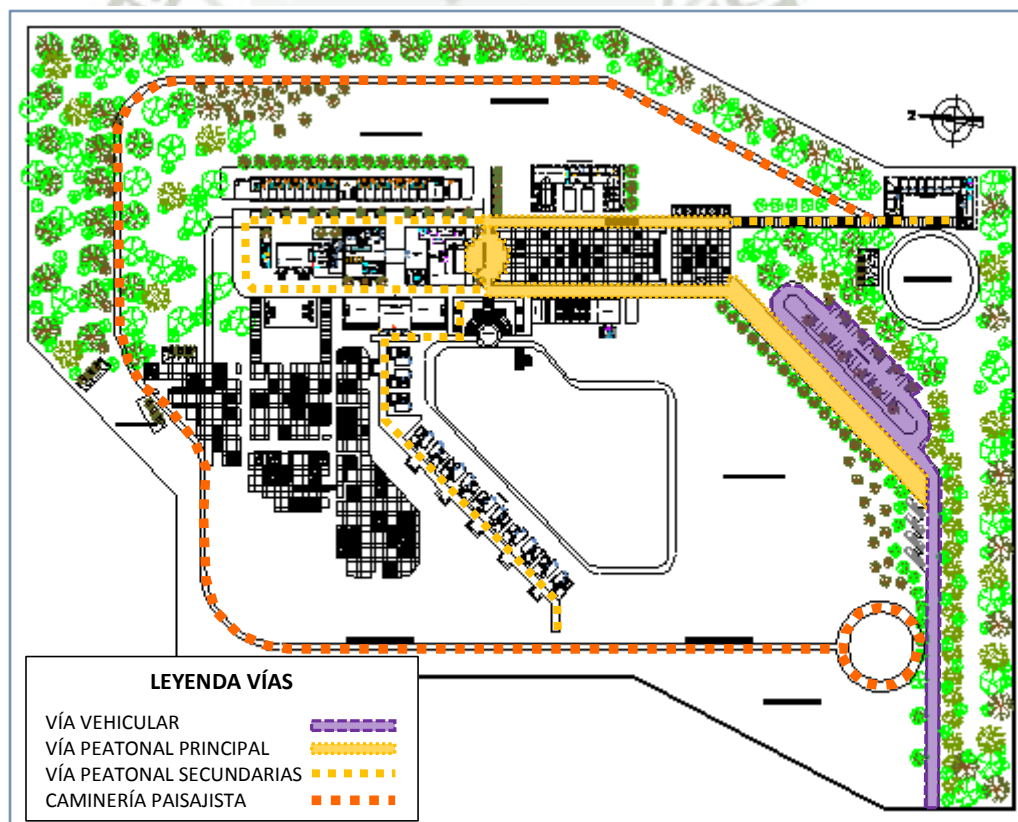 LEYENDA VÍAS
VÍA VEHICULAR
VÍA PEATONAL PRINCIPAL
VÍA PEATONAL SECUNDARIAS
CAMINERÍA PAISAJISTA